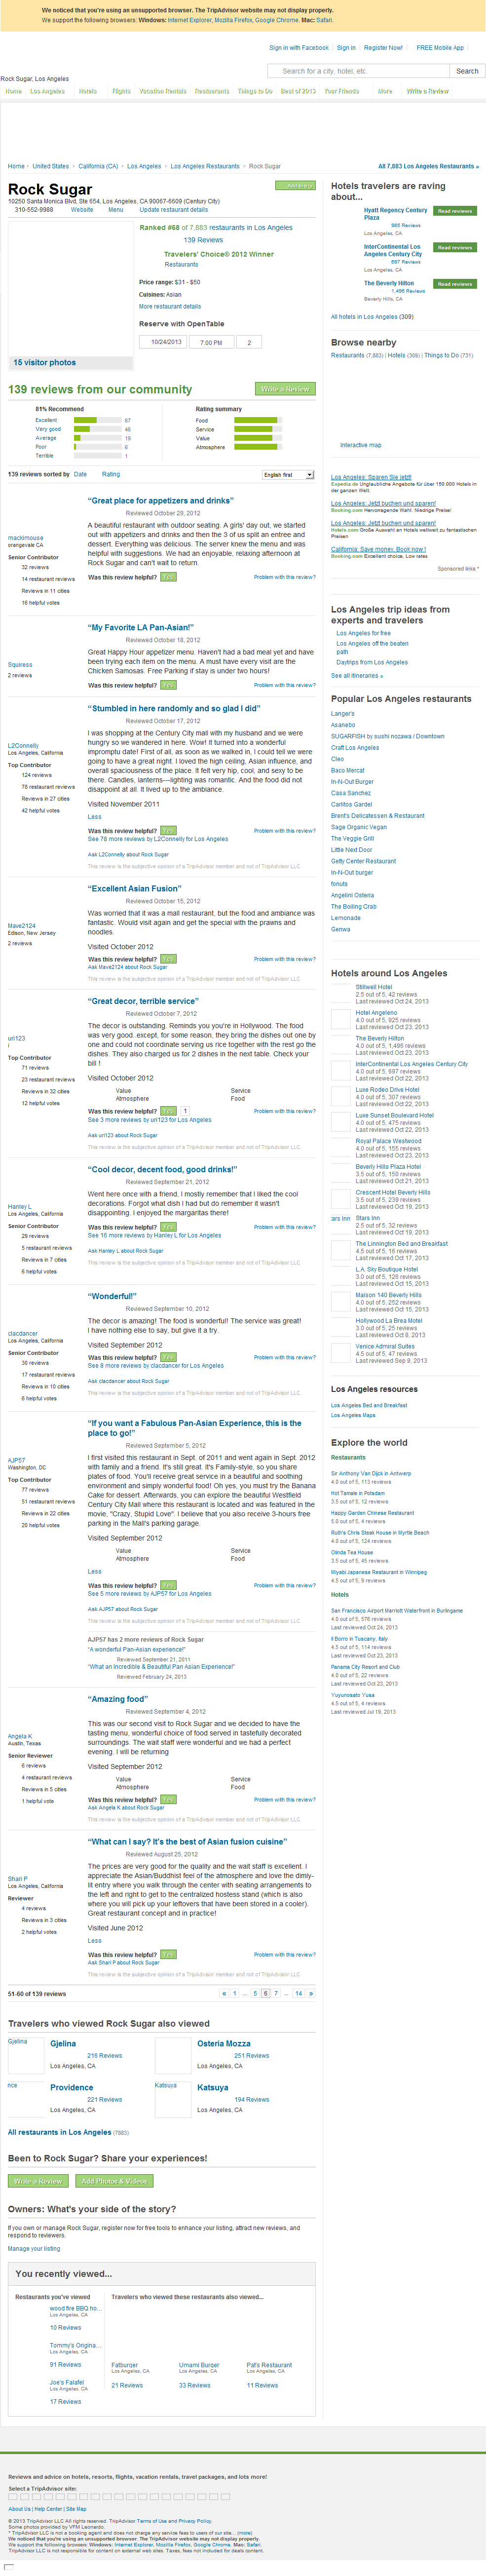 We noticed that you're using an unsupported browser. The TripAdvisor website may not display properly.
We support the following browsers: Windows: Internet Explorer, Mozilla Firefox, Google Chrome. Mac: Safari.
Sign in with Facebook Sign in Register Now! FREE Mobile App
Search for a city, hotel, etc. Search
Rock Sugar, Los Angeles
Home Los Angeles Hotels Flights Vacation Rentals Restaurants Things to Do Best of 2013 Your Friends More Write a Review
Home United States California (CA) Los Angeles Los Angeles Restaurants Rock Sugar
All 7,883 Los Angeles Restaurants »
Rock Sugar
10250 Santa Monica Blvd, Ste 654, Los Angeles, CA 90067-6609 (Century City)
310-552-9988 Website Menu Update restaurant details
Ranked #68 of 7,883 restaurants in Los Angeles
139 Reviews
Travelers' Choice® 2012 Winner
Restaurants
Price range: $31 - $50
Cuisines: Asian
More restaurant details
Reserve with OpenTable
10/24/2013 7:00 PM 2
15 visitor photos
139 reviews from our community
Write a Review
81% Recommend
Excellent 67
Very good 46
Average 19
Poor 6
Terrible 1
Rating summary
Food
Service
Value
Atmosphere
139 reviews sorted by Date Rating English first
“Great place for appetizers and drinks”
Reviewed October 29, 2012
mackimouse
orangevale CA
Senior Contributor
32 reviews
14 restaurant reviews
Reviews in 11 cities
16 helpful votes
A beautiful restaurant with outdoor seating. A girls' day out, we started
out with appetizers and drinks and then the 3 of us split an entree and
dessert. Everything was delicious. The server knew the menu and was
helpful with suggestions. We had an enjoyable, relaxing afternoon at
Rock Sugar and can't wait to return.
Was this review helpful? Yes Problem with this review?
“My Favorite LA Pan-Asian!”
Reviewed October 18, 2012
Squiress
2 reviews
Great Happy Hour appetizer menu. Haven't had a bad meal yet and have
been trying each item on the menu. A must have every visit are the
Chicken Samosas. Free Parking if stay is under two hours!
Was this review helpful? Yes Problem with this review?
“Stumbled in here randomly and so glad I did”
Reviewed October 17, 2012
L2Connelly
Los Angeles, California
Top Contributor
124 reviews
78 restaurant reviews
Reviews in 27 cities
42 helpful votes
I was shopping at the Century City mall with my husband and we were
hungry so we wandered in here. Wow! It turned into a wonderful
impromptu date! First of all, as soon as we walked in, I could tell we were
going to have a great night. I loved the high ceiling, Asian influence, and
overall spaciousness of the place. It felt very hip, cool, and sexy to be
there. Candles, lanterns---lighting was romantic. And the food did not
disappoint at all. It lived up to the ambiance.
Visited November 2011
Less
Was this review helpful? Yes Problem with this review?
See 78 more reviews by L2Connelly for Los Angeles
Ask L2Connelly about Rock Sugar
This review is the subjective opinion of a TripAdvisor member and not of TripAdvisor LLC.
“Excellent Asian Fusion”
Reviewed October 15, 2012
Mave2124
Edison, New Jersey
2 reviews
Was worried that it was a mall restaurant, but the food and ambiance was
fantastic. Would visit again and get the special with the prawns and
noodles.
Visited October 2012
Was this review helpful? Yes Problem with this review?
Ask Mave2124 about Rock Sugar
This review is the subjective opinion of a TripAdvisor member and not of TripAdvisor LLC.
“Great decor, terrible service”
Reviewed October 7, 2012
uri123
i
Top Contributor
71 reviews
23 restaurant reviews
Reviews in 32 cities
12 helpful votes
The decor is outstanding. Reminds you you're in Hollywood. The food
was very good. except, for some reason, they bring the dishes out one by
one and could not coordinate serving us rice together with the rest og the
dishes. They also charged us for 2 dishes in the next table. Check your
bill !
Visited October 2012
Value Service
Atmosphere Food
Was this review helpful? Yes 1 Problem with this review?
See 3 more reviews by uri123 for Los Angeles
Ask uri123 about Rock Sugar
This review is the subjective opinion of a TripAdvisor member and not of TripAdvisor LLC.
“Cool decor, decent food, good drinks!”
Reviewed September 21, 2012
Hanley L
Los Angeles, California
Senior Contributor
29 reviews
5 restaurant reviews
Reviews in 7 cities
6 helpful votes
Went here once with a friend, I mostly remember that I liked the cool
decorations. Forgot what dish I had but do remember it wasn't
disappointing. I enjoyed the margaritas there!
Was this review helpful? Yes Problem with this review?
See 16 more reviews by Hanley L for Los Angeles
Ask Hanley L about Rock Sugar
This review is the subjective opinion of a TripAdvisor member and not of TripAdvisor LLC.
“Wonderful!”
Reviewed September 10, 2012
clacdancer
Los Angeles, California
Senior Contributor
36 reviews
17 restaurant reviews
Reviews in 10 cities
6 helpful votes
The decor is amazing! The food is wonderful! The service was great!
I have nothing else to say, but give it a try.
Visited September 2012
Was this review helpful? Yes Problem with this review?
See 8 more reviews by clacdancer for Los Angeles
Ask clacdancer about Rock Sugar
This review is the subjective opinion of a TripAdvisor member and not of TripAdvisor LLC.
“If you want a Fabulous Pan-Asian Experience, this is the
place to go!”
Reviewed September 5, 2012
AJP57
Washington, DC
Top Contributor
77 reviews
51 restaurant reviews
Reviews in 22 cities
20 helpful votes
I first visited this restaurant in Sept. of 2011 and went again in Sept. 2012
with family and a friend. It's still great. It's Family-style, so you share
plates of food. You'll receive great service in a beautiful and soothing
environment and simply wonderful food! Oh yes, you must try the Banana
Cake for dessert. Afterwards, you can explore the beautiful Westfield
Century City Mall where this restaurant is located and was featured in the
movie, "Crazy, Stupid Love". I believe that you also receive 3-hours free
parking in the Mall's parking garage.
Visited September 2012
Value Service
Atmosphere Food
Less
Was this review helpful? Yes Problem with this review?
See 5 more reviews by AJP57 for Los Angeles
Ask AJP57 about Rock Sugar
This review is the subjective opinion of a TripAdvisor member and not of TripAdvisor LLC.
AJP57 has 2 more reviews of Rock Sugar
“A wonderful Pan-Asian experience!”
Reviewed September 21, 2011
“What an Incredible & Beautiful Pan Asian Experience!”
Reviewed February 24, 2013
“Amazing food”
Reviewed September 4, 2012
Angela K
Austin, Texas
Senior Reviewer
6 reviews
4 restaurant reviews
Reviews in 5 cities
1 helpful vote
This was our second visit to Rock Sugar and we decided to have the
tasting menu, wonderful choice of food served in tastefully decorated
surroundings. The wait staff were wonderful and we had a perfect
evening. I will be returning
Visited September 2012
Value Service
Atmosphere Food
Was this review helpful? Yes Problem with this review?
Ask Angela K about Rock Sugar
This review is the subjective opinion of a TripAdvisor member and not of TripAdvisor LLC.
“What can I say? It's the best of Asian fusion cuisine”
Reviewed August 25, 2012
Shari P
Los Angeles, California
Reviewer
4 reviews
Reviews in 3 cities
2 helpful votes
The prices are very good for the quality and the wait staff is excellent. I
appreciate the Asian/Buddhist feel of the atmosphere and love the dimly-
lit entry where you walk through the center with seating arrangements to
the left and right to get to the centralized hostess stand (which is also
where you will pick up your leftovers that have been stored in a cooler).
Great restaurant concept and in practice!
Visited June 2012
Less
Was this review helpful? Yes Problem with this review?
Ask Shari P about Rock Sugar
This review is the subjective opinion of a TripAdvisor member and not of TripAdvisor LLC.
51-60 of 139 reviews « 1 ... 5 6 7 ... 14 »
Travelers who viewed Rock Sugar also viewed
Gjelina Gjelina
216 Reviews
Los Angeles, CA
Osteria Mozza
251 Reviews
Los Angeles, CA
nce Providence
221 Reviews
Los Angeles, CA
Katsuya Katsuya
194 Reviews
Los Angeles, CA
All restaurants in Los Angeles (7883)
Been to Rock Sugar? Share your experiences!
Write a Review Add Photos & Videos
Owners: What's your side of the story?
If you own or manage Rock Sugar, register now for free tools to enhance your listing, attract new reviews, and
respond to reviewers.
Manage your listing
You recently viewed...
Restaurants you've viewed
wood fire BBQ ho...
Los Angeles, CA
10 Reviews
Tommy's Origina...
Los Angeles, CA
91 Reviews
Joe's Falafel
Los Angeles, CA
17 Reviews
Travelers who viewed these restaurants also viewed...
Fatburger
Los Angeles, CA
21 Reviews
Umami Burger
Los Angeles, CA
33 Reviews
Pat's Restaurant
Los Angeles, CA
11 Reviews
Hotels travelers are raving
about...
Hyatt Regency Century
Plaza
985 Reviews
Los Angeles, CA
Read reviews
InterContinental Los
Angeles Century City
697 Reviews
Los Angeles, CA
Read reviews
The Beverly Hilton
1,496 Reviews
Beverly Hills, CA
Read reviews
All hotels in Los Angeles (309)
Browse nearby
Restaurants (7,883) | Hotels (309) | Things to Do (731)
Interactive map
Los Angeles: Sparen Sie jetzt!
Expedia.de Unglaubliche Angebote für über 150.000 Hotels in
der ganzen Welt.
Los Angeles: Jetzt buchen und sparen!
Booking.com Hervorragende Wahl. Niedrige Preise!
Los Angeles: Jetzt buchen und sparen!
Hotels.com Große Auswahl an Hotels weltweit zu fantastischen
Preisen
California: Save money, Book now !
Booking.com Excellent choice, Low rates
Sponsored links *
Los Angeles trip ideas from
experts and travelers
Los Angeles for free
Los Angeles off the beaten
path
Daytrips from Los Angeles
See all itineraries »
Popular Los Angeles restaurants
Langer's
Asanebo
SUGARFISH by sushi nozawa / Downtown
Craft Los Angeles
Cleo
Baco Mercat
In-N-Out Burger
Casa Sanchez
Carlitos Gardel
Brent's Delicatessen & Restaurant
Sage Organic Vegan
The Veggie Grill
Little Next Door
Getty Center Restaurant
In-N-Out burger
fonuts
Angelini Osteria
The Boiling Crab
Lemonade
Genwa
Hotels around Los Angeles
Stillwell Hotel
2.5 out of 5, 42 reviews
Last reviewed Oct 24, 2013
Hotel Angeleno
4.0 out of 5, 925 reviews
Last reviewed Oct 23, 2013
The Beverly Hilton
4.0 out of 5, 1,496 reviews
Last reviewed Oct 23, 2013
InterContinental Los Angeles Century City
4.0 out of 5, 697 reviews
Last reviewed Oct 22, 2013
Luxe Rodeo Drive Hotel
4.0 out of 5, 307 reviews
Last reviewed Oct 22, 2013
Luxe Sunset Boulevard Hotel
4.0 out of 5, 475 reviews
Last reviewed Oct 22, 2013
Royal Palace Westwood
4.0 out of 5, 155 reviews
Last reviewed Oct 23, 2013
Beverly Hills Plaza Hotel
3.5 out of 5, 150 reviews
Last reviewed Oct 21, 2013
Crescent Hotel Beverly Hills
3.5 out of 5, 239 reviews
Last reviewed Oct 19, 2013
ars Inn Stars Inn
2.5 out of 5, 32 reviews
Last reviewed Oct 19, 2013
The Linnington Bed and Breakfast
4.5 out of 5, 16 reviews
Last reviewed Oct 17, 2013
L.A. Sky Boutique Hotel
3.0 out of 5, 126 reviews
Last reviewed Oct 15, 2013
Maison 140 Beverly Hills
4.0 out of 5, 252 reviews
Last reviewed Oct 15, 2013
Hollywood La Brea Motel
3.0 out of 5, 25 reviews
Last reviewed Oct 8, 2013
Venice Admiral Suites
4.5 out of 5, 47 reviews
Last reviewed Sep 9, 2013
Los Angeles resources
Los Angeles Bed and Breakfast
Los Angeles Maps
Explore the world
Restaurants
Sir Anthony Van Dijck in Antwerp
4.0 out of 5, 113 reviews
Hot Tamale in Potsdam
3.5 out of 5, 12 reviews
Happy Garden Chinese Restaurant
5.0 out of 5, 4 reviews
Ruth's Chris Steak House in Myrtle Beach
4.0 out of 5, 124 reviews
Olinda Tea House
3.5 out of 5, 45 reviews
Miyabi Japanese Restaurant in Winnipeg
4.5 out of 5, 9 reviews
Hotels
San Francisco Airport Marriott Waterfront in Burlingame
4.0 out of 5, 576 reviews
Last reviewed Oct 24, 2013
Il Borro in Tuscany, Italy
4.5 out of 5, 114 reviews
Last reviewed Oct 23, 2013
Panama City Resort and Club
4.0 out of 5, 22 reviews
Last reviewed Oct 23, 2013
Yuyunosato Yusa
4.5 out of 5, 4 reviews
Last reviewed Jul 19, 2013
Reviews and advice on hotels, resorts, flights, vacation rentals, travel packages, and lots more!
Select a TripAdvisor site:
About Us | Help Center | Site Map
© 2013 TripAdvisor LLC All rights reserved. TripAdvisor Terms of Use and Privacy Policy.
Some photos provided by VFM Leonardo.
* TripAdvisor LLC is not a booking agent and does not charge any service fees to users of our site... (more)
We noticed that you're using an unsupported browser. The TripAdvisor website may not display properly.
We support the following browsers: Windows: Internet Explorer, Mozilla Firefox, Google Chrome. Mac: Safari.
TripAdvisor LLC is not responsible for content on external web sites. Taxes, fees not included for deals content.